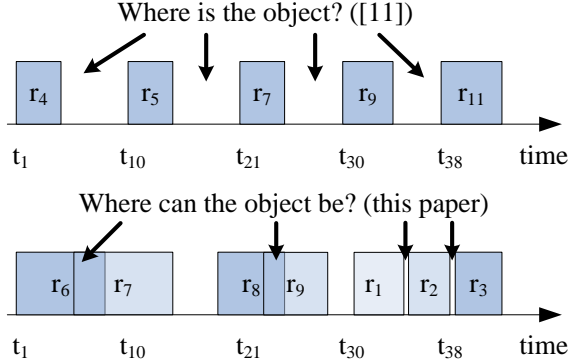 Where is the object? ([11])
r4 r5 r7 r9 r11
t1 t10 t21 t30 t38 time
Where can the object be? (this paper)
r6 r7 r8 r9 r1 r2 r3
t1 t10 t21 t30 t38 time